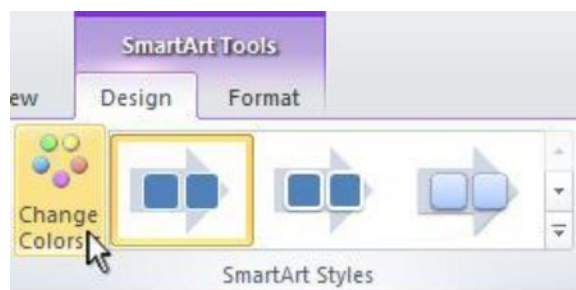 SmartArt Tools
ew Design Format
Change
Colors
SmartArt Styles